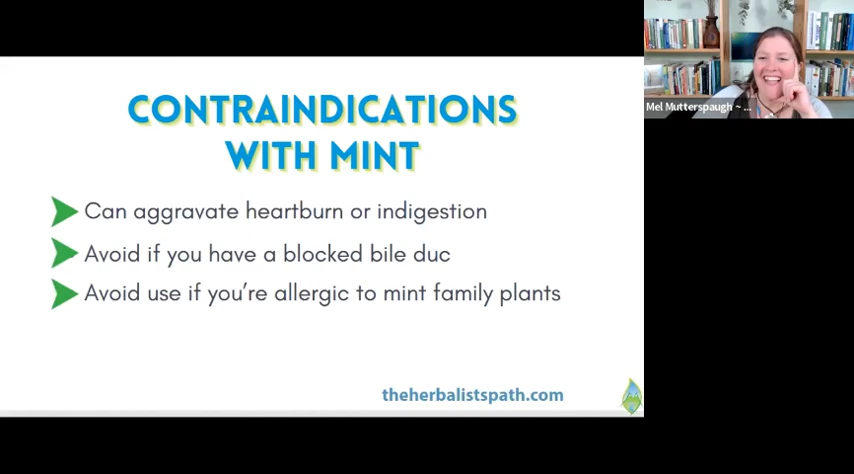 CONTRAINDICATIONS
WITH MINT
Can aggravate heartburn or indigestion
Avoid if you have a blocked bile duc
Avoid use if you're allergic to mint family plants
theherbalistspath.com
Mel Mutterspaugh ~ ...